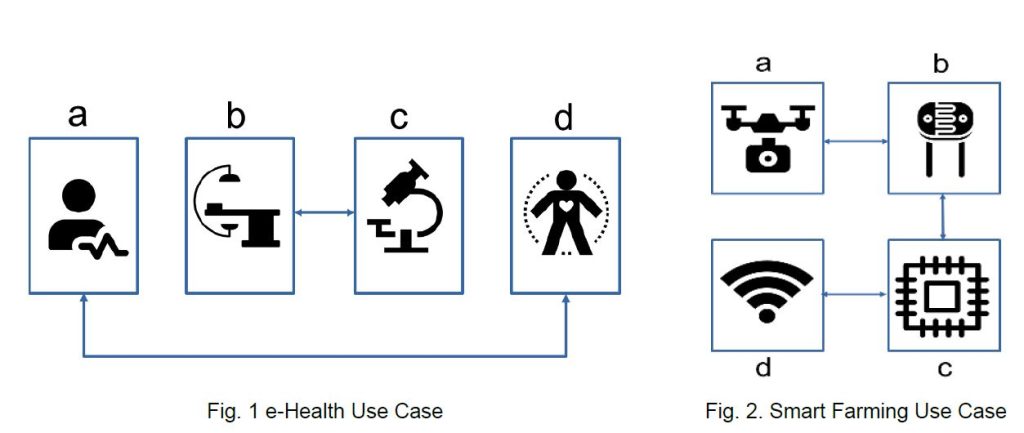 a b c d
Fig. 1 e-Health Use Case
a b
d c
Fig. 2. Smart Farming Use Case